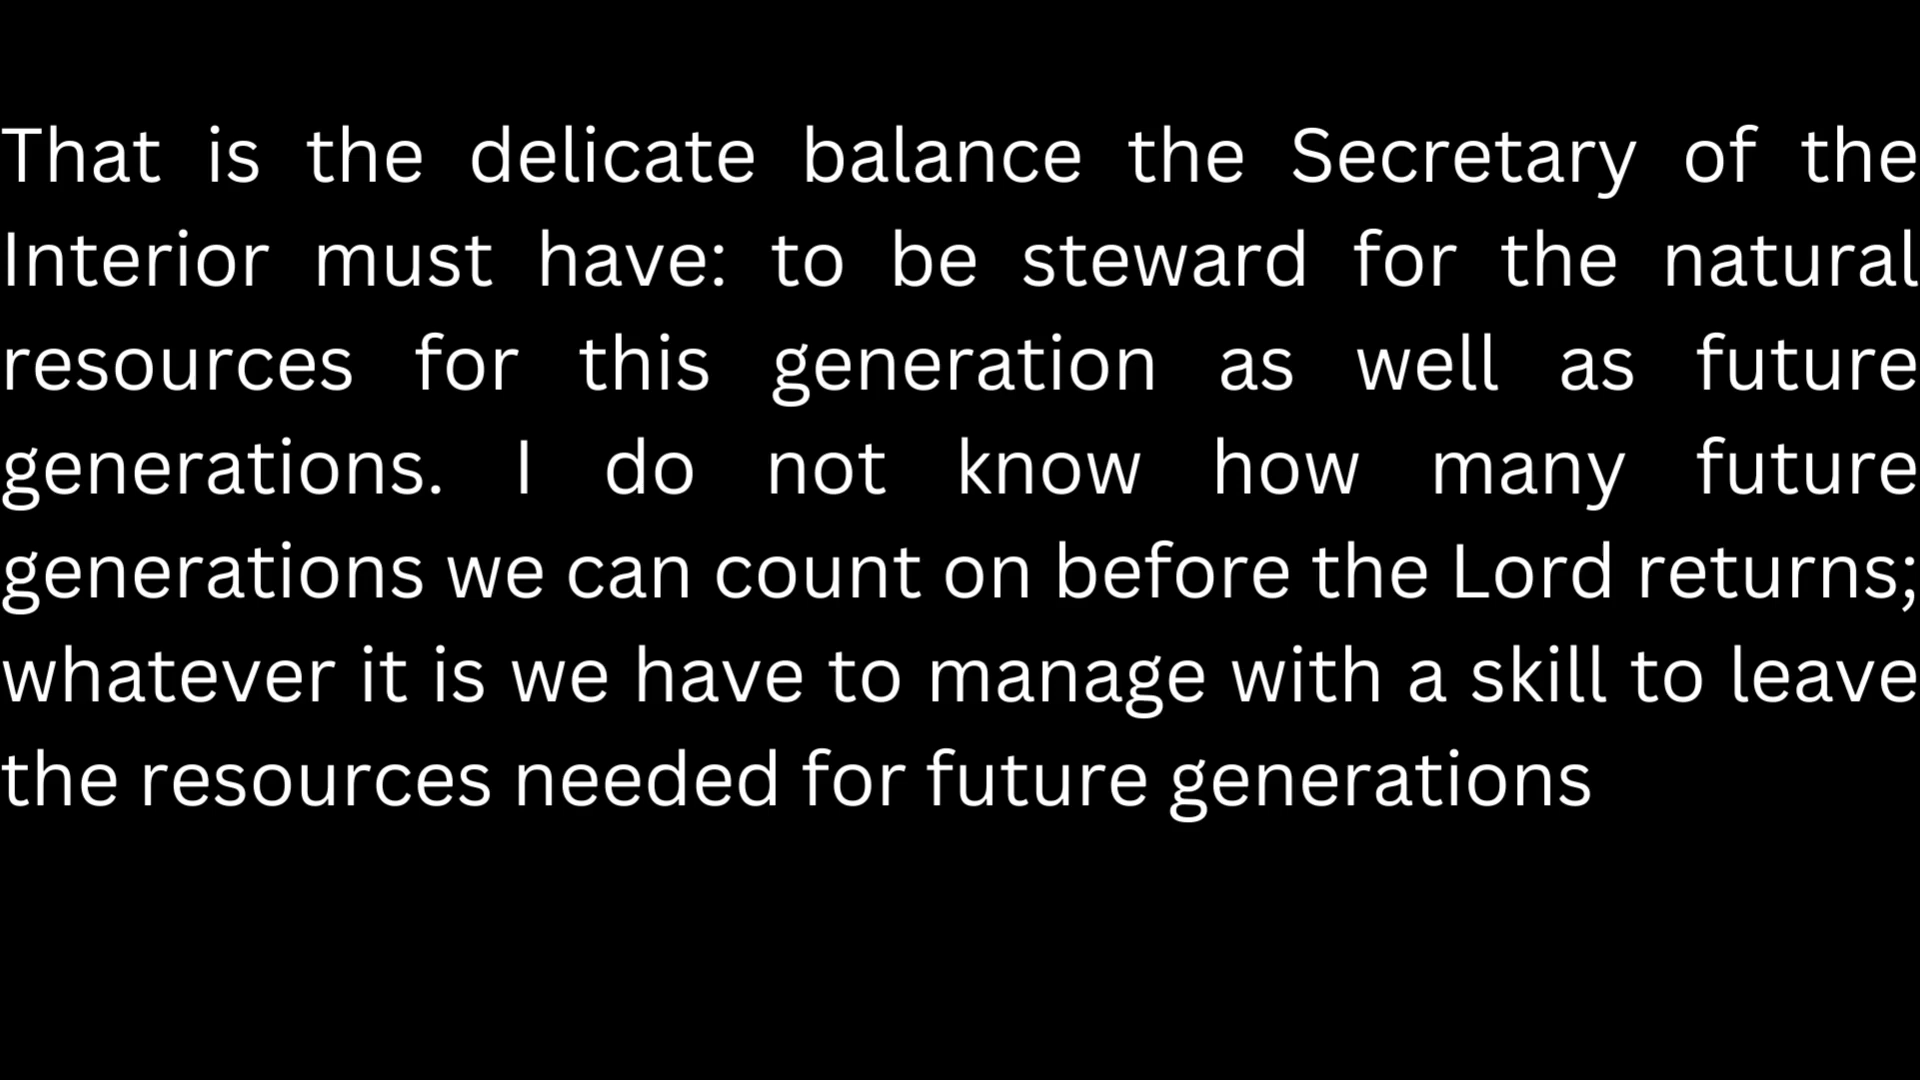 That is the delicate balance the Secretary of the
Interior must have: to be steward for the natural
resources for this generation as well as future
generations. I do not know how many future
generations we can count on before the Lord returns;
whatever it is we have to manage with a skill to leave
the resources needed for future generations